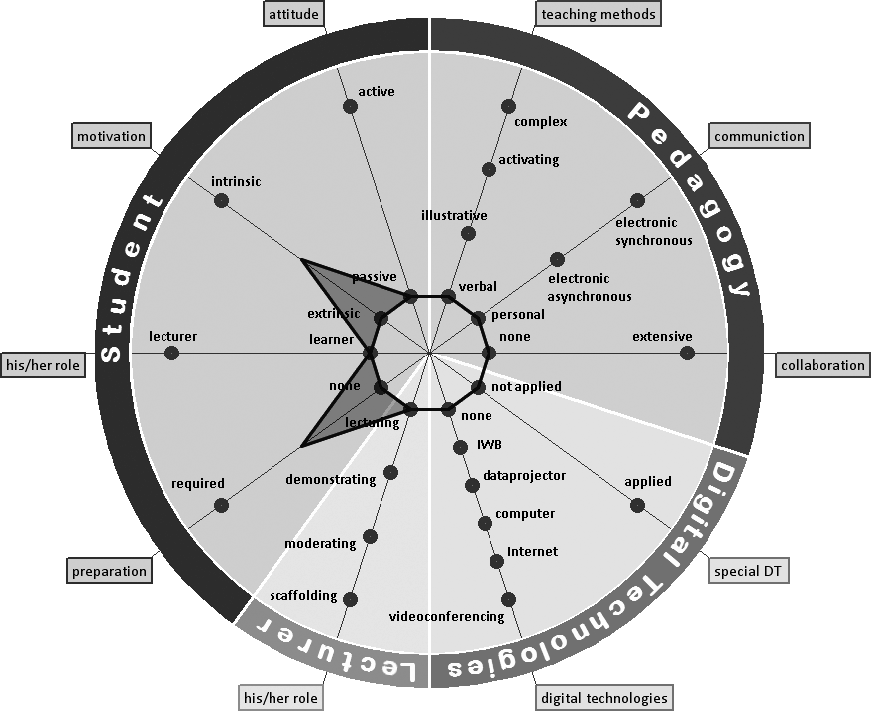 attitude
teaching methods
active
complex
Pedagogy
motivation
communiction
activating
intrinsic
illustrative
electronic
synchronous
Student
passive
verbal
electronic
asynchronous
extrinsic
personal
learner
none
lecturer
extensive
his/her role
collaboration
none
not applied
lectuting
none
IWB
demonstrating
dataprojector
required
applied
computer
moderating
Internet
preparation
special DT
scaffolding
videoconferencing
Lecturer
Digital Technologies
his/her role
digital technologies